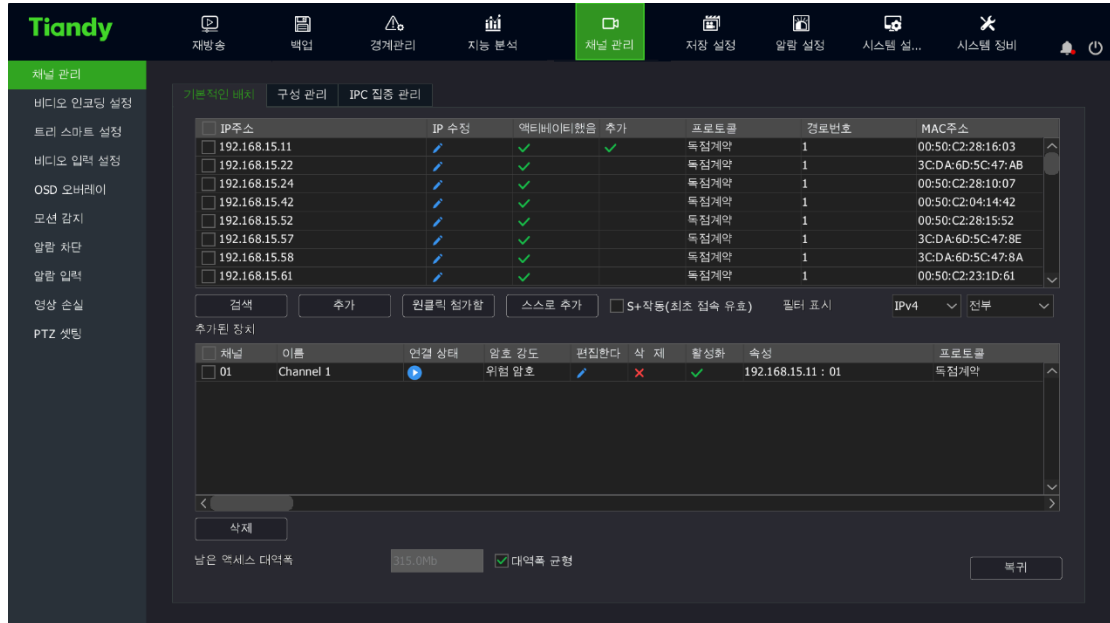 Tiandy
재방송 백업 경계관리 지능 분석 채널 관리 저장 설정 알람 설정 시스템 설... 시스템 정비
채널 관리
비디오 인코딩 설정
트리 스마트 설정
비디오 입력 설정
OSD 오버레이
모션 감지
알람 차단
알람 입력
영상 손실
PTZ 셋팅
기본적인 배치 구성 관리 IPC 집중 관리
IP주소 IP 수정 액티베이티했음 추가 프로토콜 경로번호 MAC주소
192.168.15.11 독점계약 1 00:50:C2:28:16:03
192.168.15.22 독점계약 1 3C:DA:6D:5C:47:AB
192.168.15.24 독점계약 1 00:50:C2:28:10:07
192.168.15.42 독점계약 1 00:50:C2:04:14:42
192.168.15.52 독점계약 1 00:50:C2:28:15:52
192.168.15.57 독점계약 1 3C:DA:6D:5C:47:8E
192.168.15.58 독점계약 1 3C:DA:6D:5C:47:8A
192.168.15.61 독점계약 1 00:50:C2:23:1D:61
검색 추가 원클릭 첨가함 스스로 추가 S+작동(최초 접속 유효) 필터 표시 IPv4 전부
추가된 장치
채널 이름 연결 상태 암호 강도 편집한다 삭 제 활성화 속성 프로토콜
01 Channel 1 위험 암호 192.168.15.11 : 01 독점계약
삭제
남은 액세스 대역폭 315.0Mb 대역폭 균형
복귀